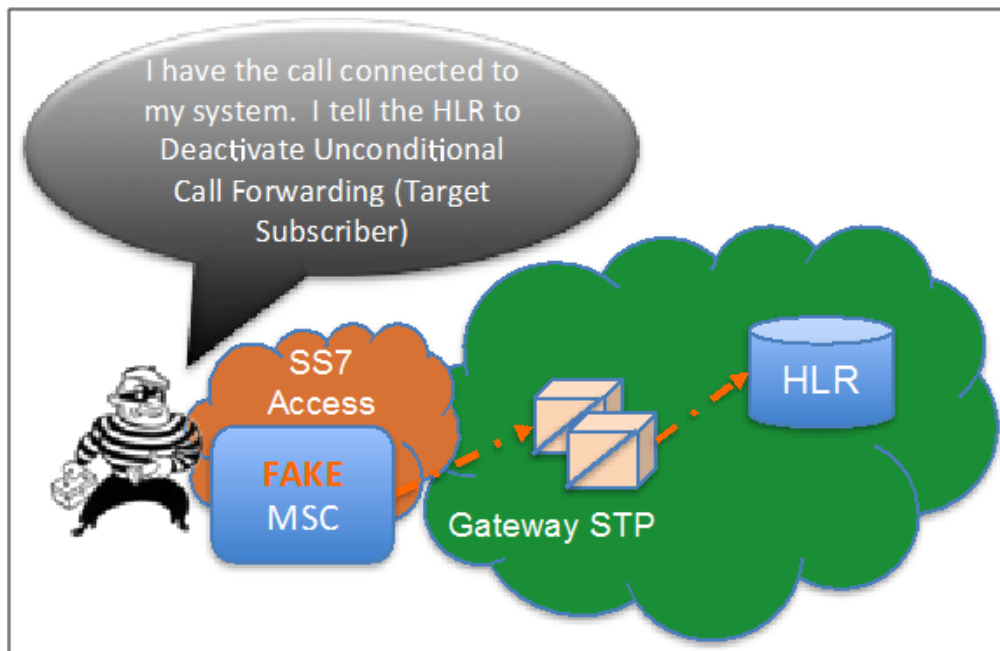 I have the call connected to
my system.  I tell the HLR to
Deactivate Unconditional
Call Forwarding (Target
Subscriber)
SS7
Access
FAKE
MSC
Gateway STP
HLR